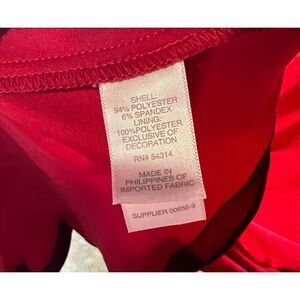 SHELL:
94% POLYESTER
6% SPANDEX
LINING:
100%POLYESTER
EXCLUSIVE OF
DECORATION
RN# 54314
MADE IN
PHILIPPINES OF
IMPORTED FABRIC
SUPPLIER 00656-9